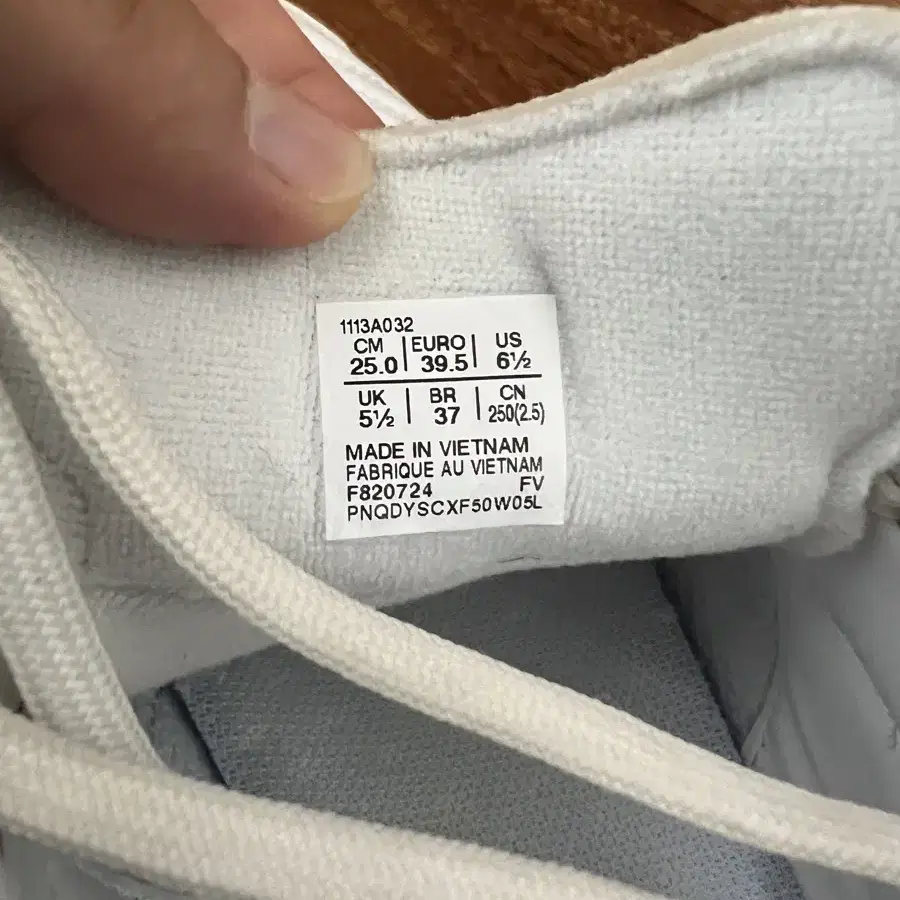 1113A032
CM EURO US
25.0 39.5 6½
UK BR CN
5½ 37 250(2.5)
MADE IN VIETNAM
FABRIQUE AU VIETNAM
F820724 FV
PNQDYSCXF50W05L